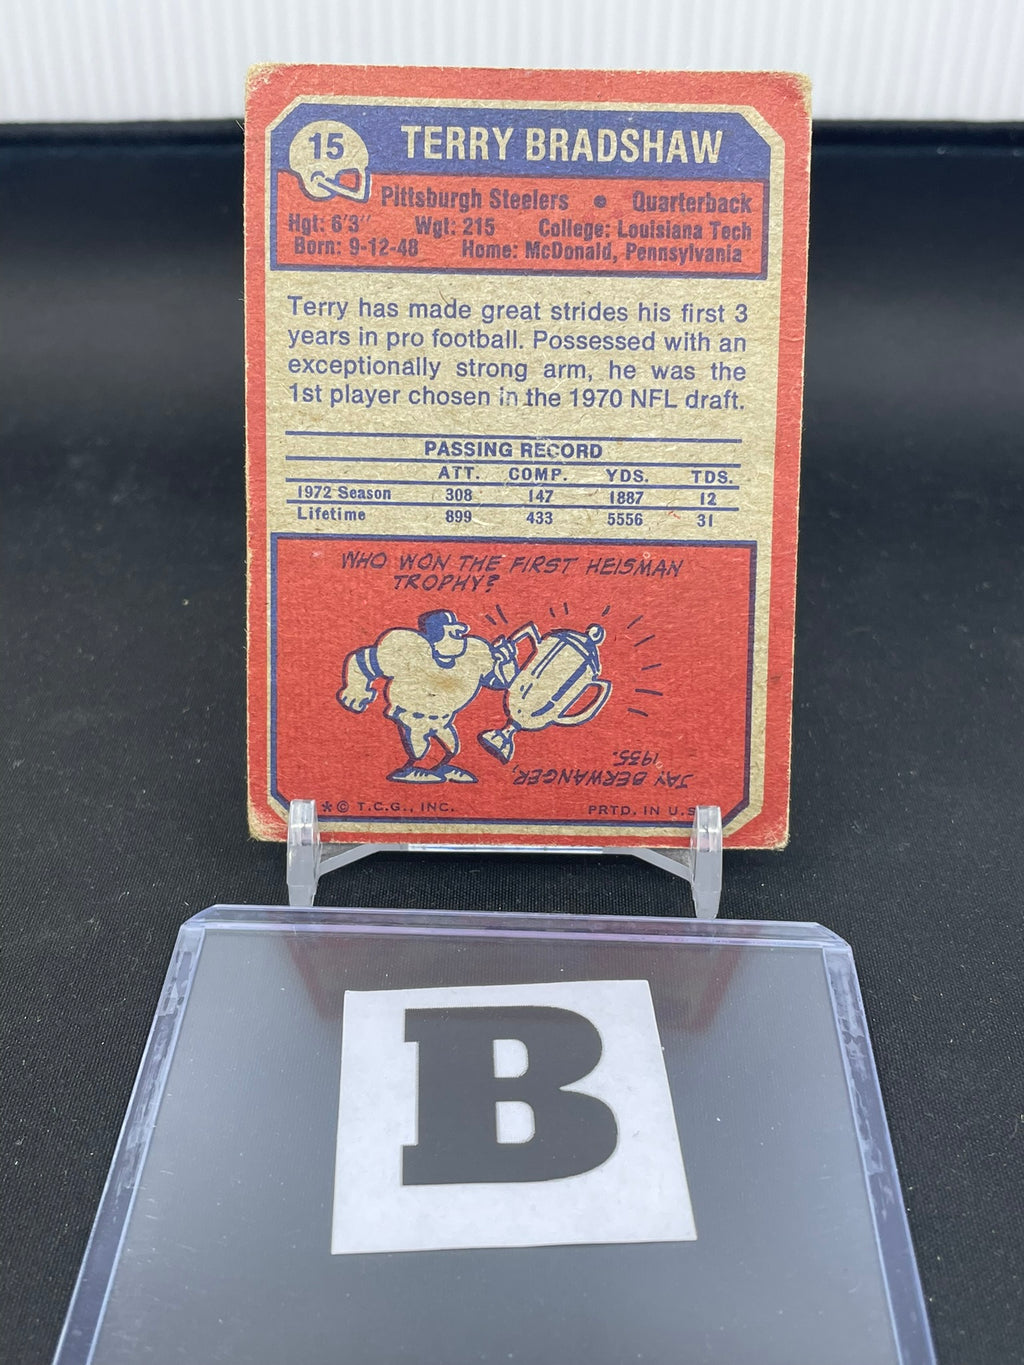 15
TERRY BRADSHAW
Pittsburgh Steelers • Quarterback
Hgt: 6'3" Wgt: 215 College: Louisiana Tech
Born: 9-12-48 Home: McDonald, Pennsylvania
Terry has made great strides his first 3
years in pro football. Possessed with an
exceptionally strong arm, he was the
1st player chosen in the 1970 NFL draft.
PASSING RECORD
ATT. COMP. YDS. TDS.
1972 Season 308 147 1887 12
Lifetime 899 433 5556 31
WHO WON THE FIRST HEISMAN
TROPHY?
JAY BERWANGER,
1935.
*© T.C.G., INC. PRTD. IN U.S
B